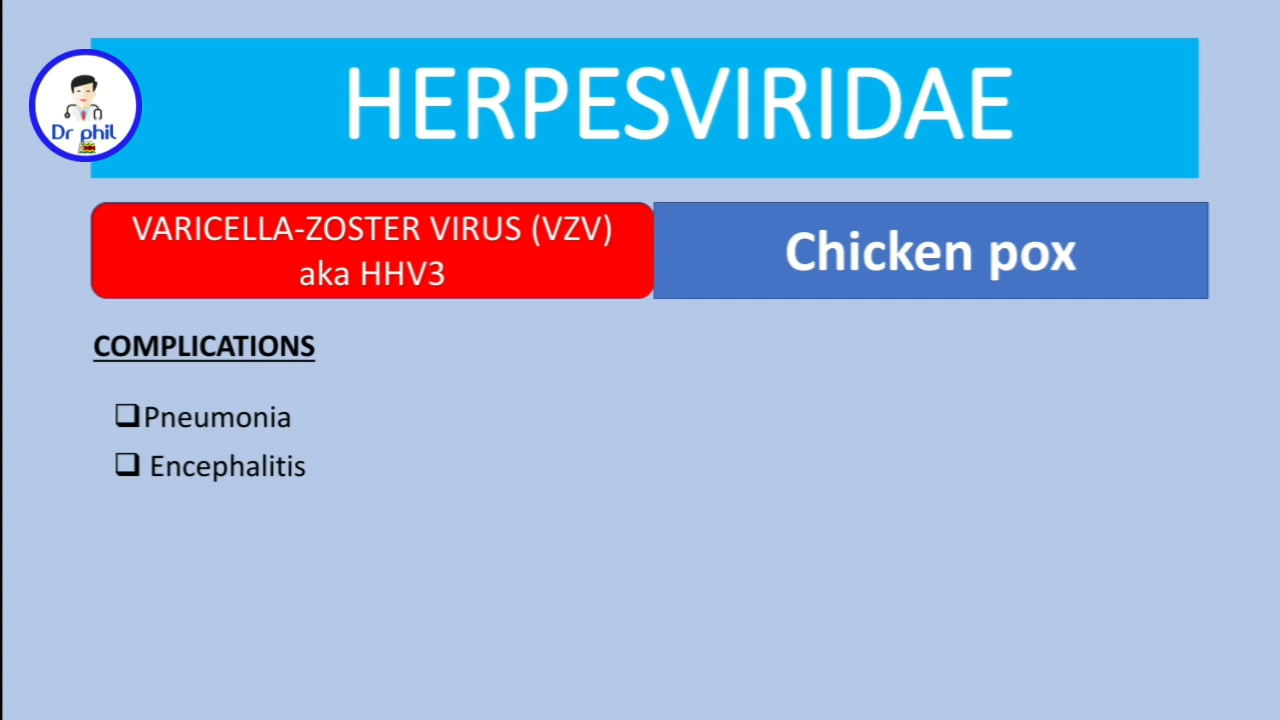 HERPESVIRIDAE
Dr phil
VARICELLA-ZOSTER VIRUS (VZV)
aka HHV3
Chicken pox
COMPLICATIONS
Pneumonia
Encephalitis